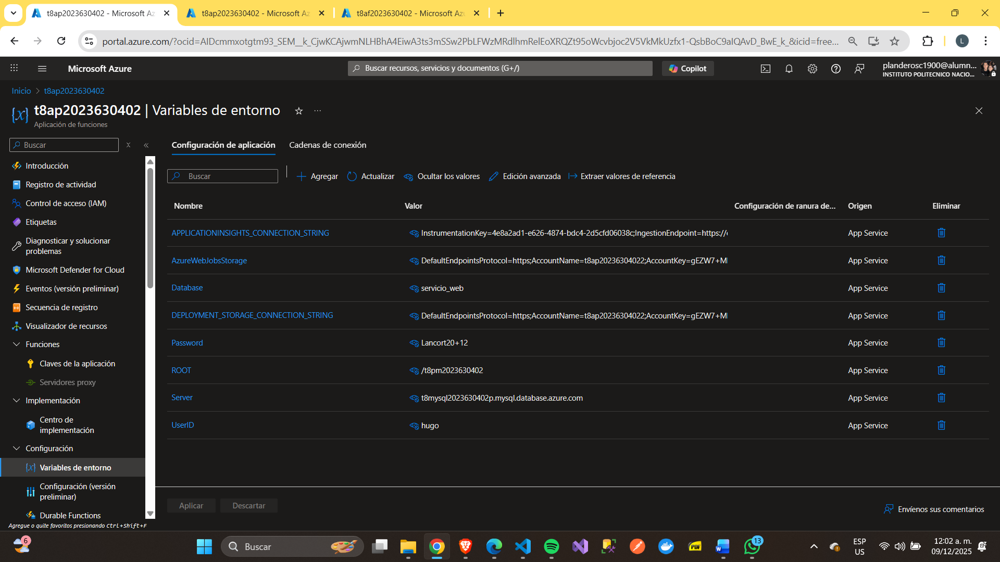 t8ap2023630402 - Microsoft Az
t8ap2023630402 - Microsoft Az
t8af2023630402 - Microsoft Az
portal.azure.com/?ocid=AIDcmmxotgtm93_SEM__k_CjwKCAjwmNLHBhA4EiwA3ts3mSSw2PbLFWzMRdlhmRelEoXRQZt95oWcvbjoc2V5VkMkUzfx1-QsbBoC9aIQAvD_BwE_k_&icid=free...
L
Microsoft Azure
Buscar recursos, servicios y documentos (G+/)
Copilot
planderosc1900@alumn...
INSTITUTO POLITECNICO NACIO...
Inicio > t8ap2023630402
t8ap2023630402 | Variables de entorno
Aplicación de funciones
Buscar
Introducción
Registro de actividad
Control de acceso (IAM)
Etiquetas
Diagnosticar y solucionar
problemas
Microsoft Defender for Cloud
Eventos (versión preliminar)
Secuencia de registro
Visualizador de recursos
Funciones
Claves de la aplicación
Servidores proxy
Implementación
Centro de
implementación
Configuración
Variables de entorno
Configuración (versión
preliminar)
Durable Functions
Agregue o quite favoritos presionando Ctrl+Shift+F
Configuración de aplicación
Cadenas de conexión
Buscar
Agregar
Actualizar
Ocultar los valores
Edición avanzada
Extraer valores de referencia
Nombre Valor Configuración de ranura de... Origen Eliminar
APPLICATIONINSIGHTS_CONNECTION_STRING InstrumentationKey=4e8a2ad1-e626-4874-bdc4-2d5cfd06038c;IngestionEndpoint=https:// App Service
AzureWebJobsStorage DefaultEndpointsProtocol=https;AccountName=t8ap20236304022;AccountKey=gEZW7+M App Service
Database servicio_web App Service
DEPLOYMENT_STORAGE_CONNECTION_STRING DefaultEndpointsProtocol=https;AccountName=t8ap20236304022;AccountKey=gEZW7+M App Service
Password Lancort20+12 App Service
ROOT /t8pm2023630402 App Service
Server t8mysql2023630402p.mysql.database.azure.com App Service
UserID hugo App Service
Aplicar
Descartar
Envíenos sus comentarios
6
Buscar
PDF
W
13
ESP
US
12:02 a. m.
09/12/2025